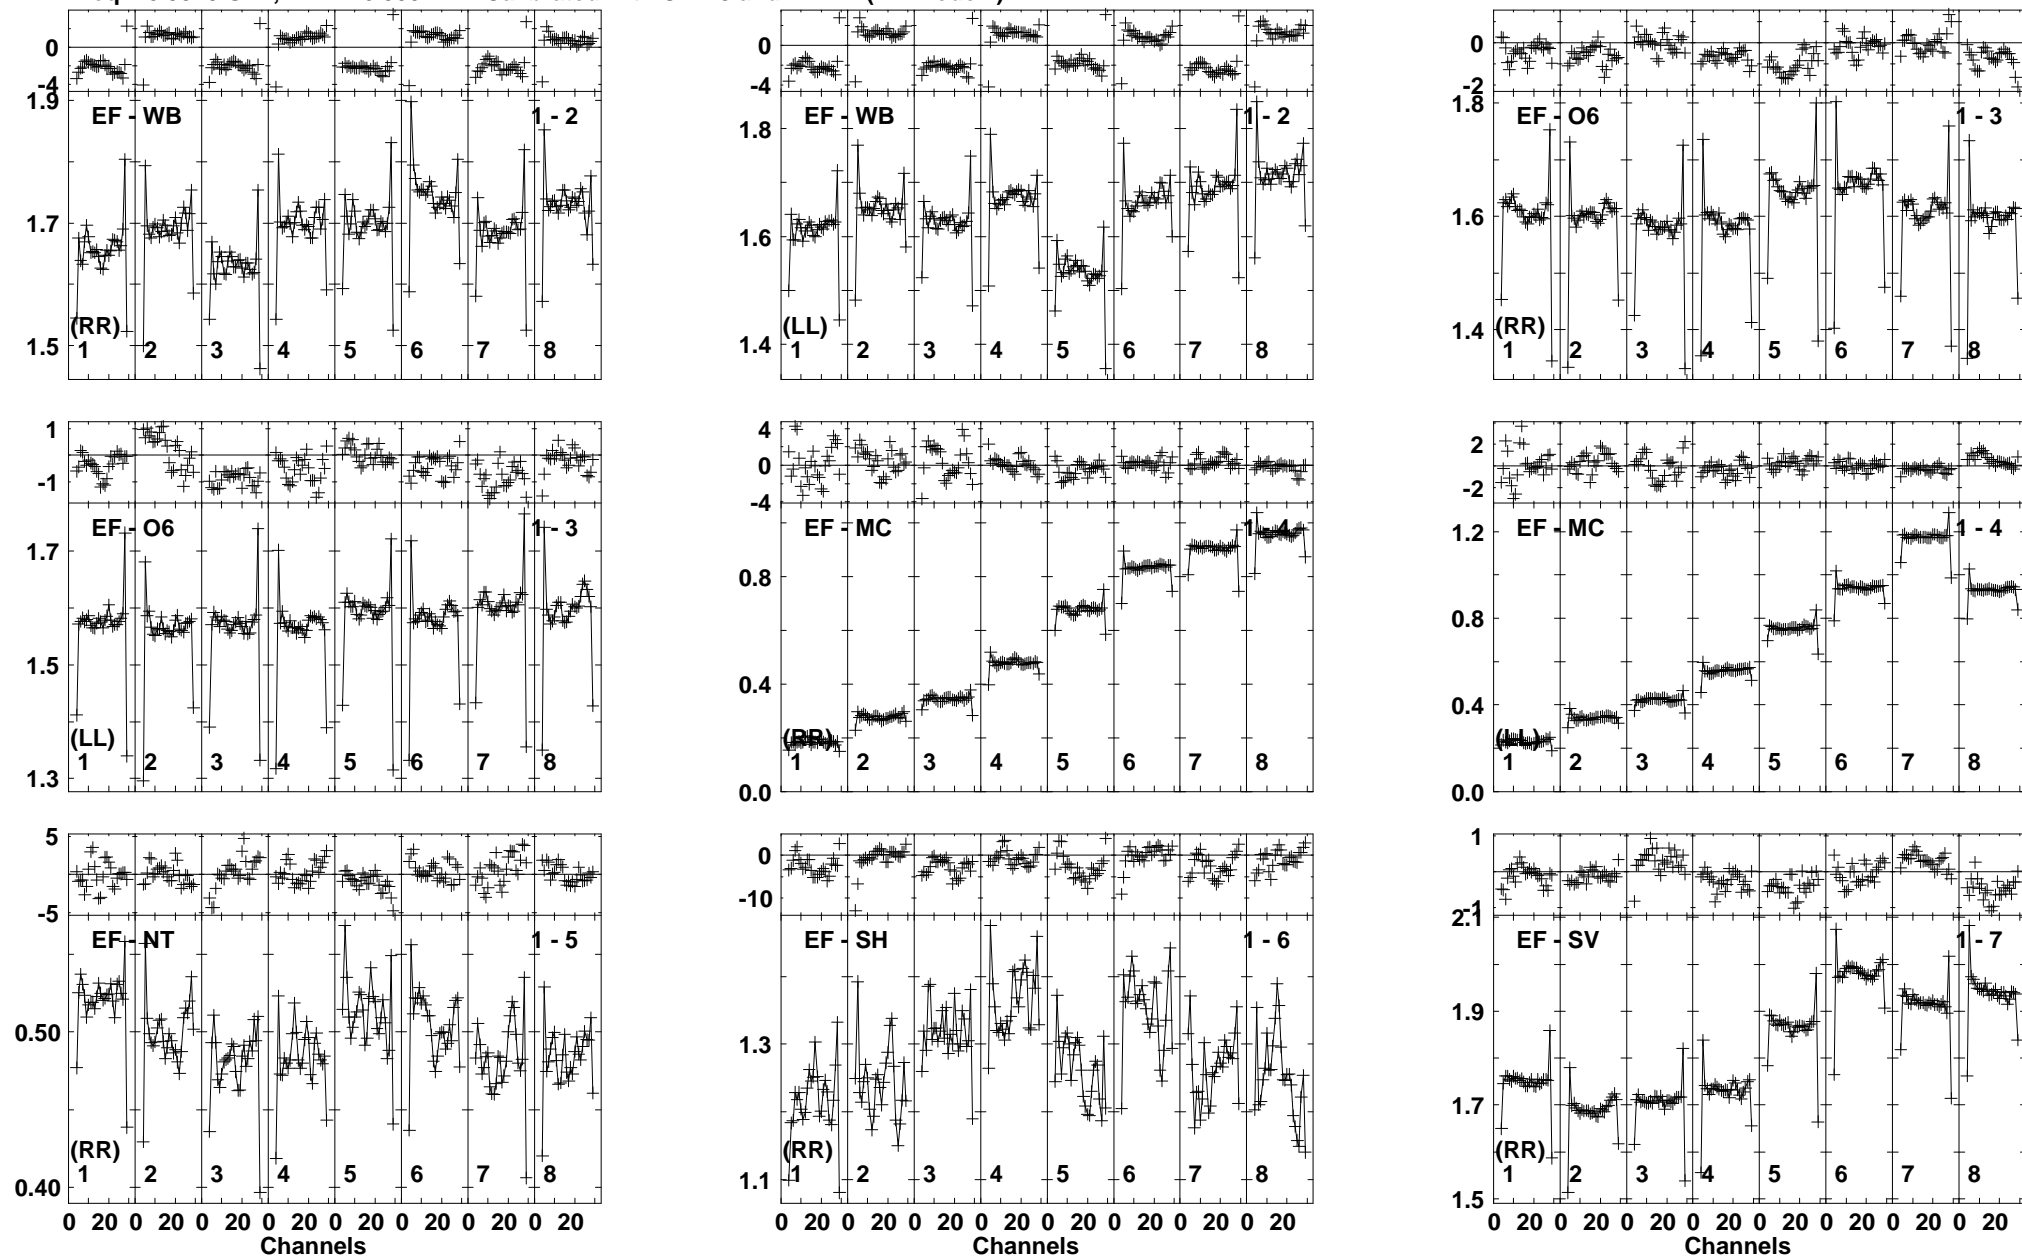 0
-4
1.9
EF - WB
1 - 2
1.7
(RR)
1.5
1 2 3 4 5 6 7 8
0
-4
1.8
EF - WB
1 - 2
1.6
(LL)
1.4
1 2 3 4 5 6 7 8
0
-2
1.8
EF - O6
1 - 3
1.6
1.4
(RR)
1 2 3 4 5 6 7 8
1
-1
EF - O6
1 - 3
1.7
1.5
(LL)
1.3
1 2 3 4 5 6 7 8
4
0
-4
EF - MC
1 - 4
0.8
0.4
(RR)
0.0
1 2 3 4 5 6 7 8
2
-2
EF - MC
1 - 4
1.2
0.8
0.4
(LL)
0.0
1 2 3 4 5 6 7 8
5
-5
EF - NT
1 - 5
0.50
(RR)
0.40
1 2 3 4 5 6 7 8
0 20 0 20 0 20 0 20 0 20 0 20 0 20 0 20
Channels
0
-10
EF - SH
1 - 6
1.3
(RR)
1.1
1 2 3 4 5 6 7 8
0 20 0 20 0 20 0 20 0 20 0 20 0 20 0 20
Channels
1
-1
2.1
EF - SV
1 - 7
1.9
1.7
(RR)
1.5
1 2 3 4 5 6 7 8
0 20 0 20 0 20 0 20 0 20 0 20 0 20 0 20
Channels